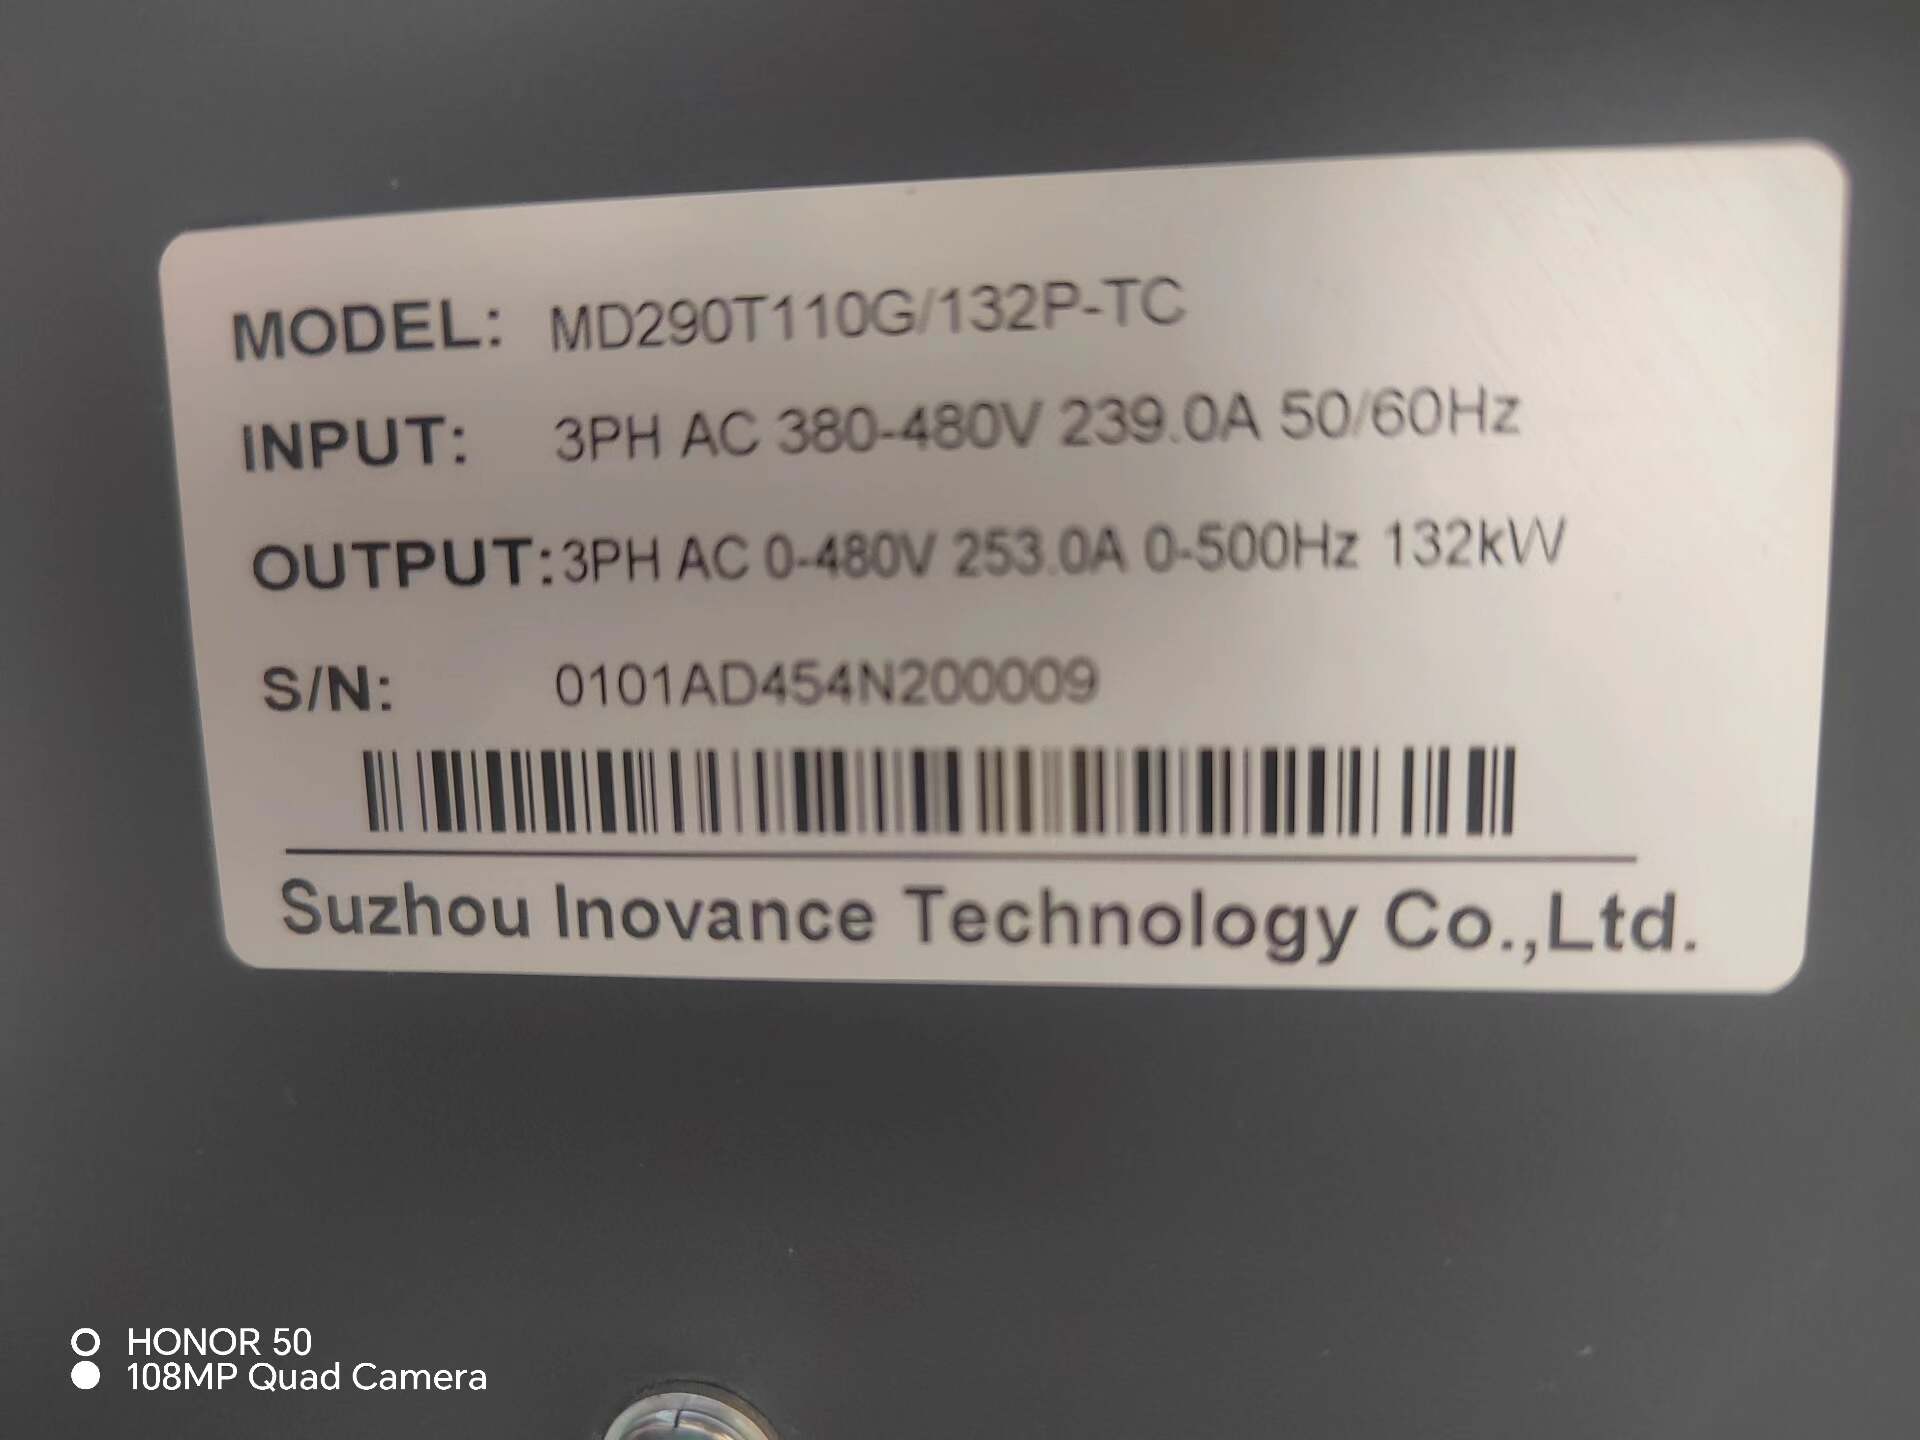 MODEL: MD290T110G/132P-TC
INPUT: 3PH AC 380-480V 239.0A 50/60Hz
OUTPUT:3PH AC 0-480V 253.0A 0-500Hz 132kW
S/N: 0101AD454N200009
Suzhou Inovance Technology Co.,Ltd.
HONOR 50
108MP Quad Camera